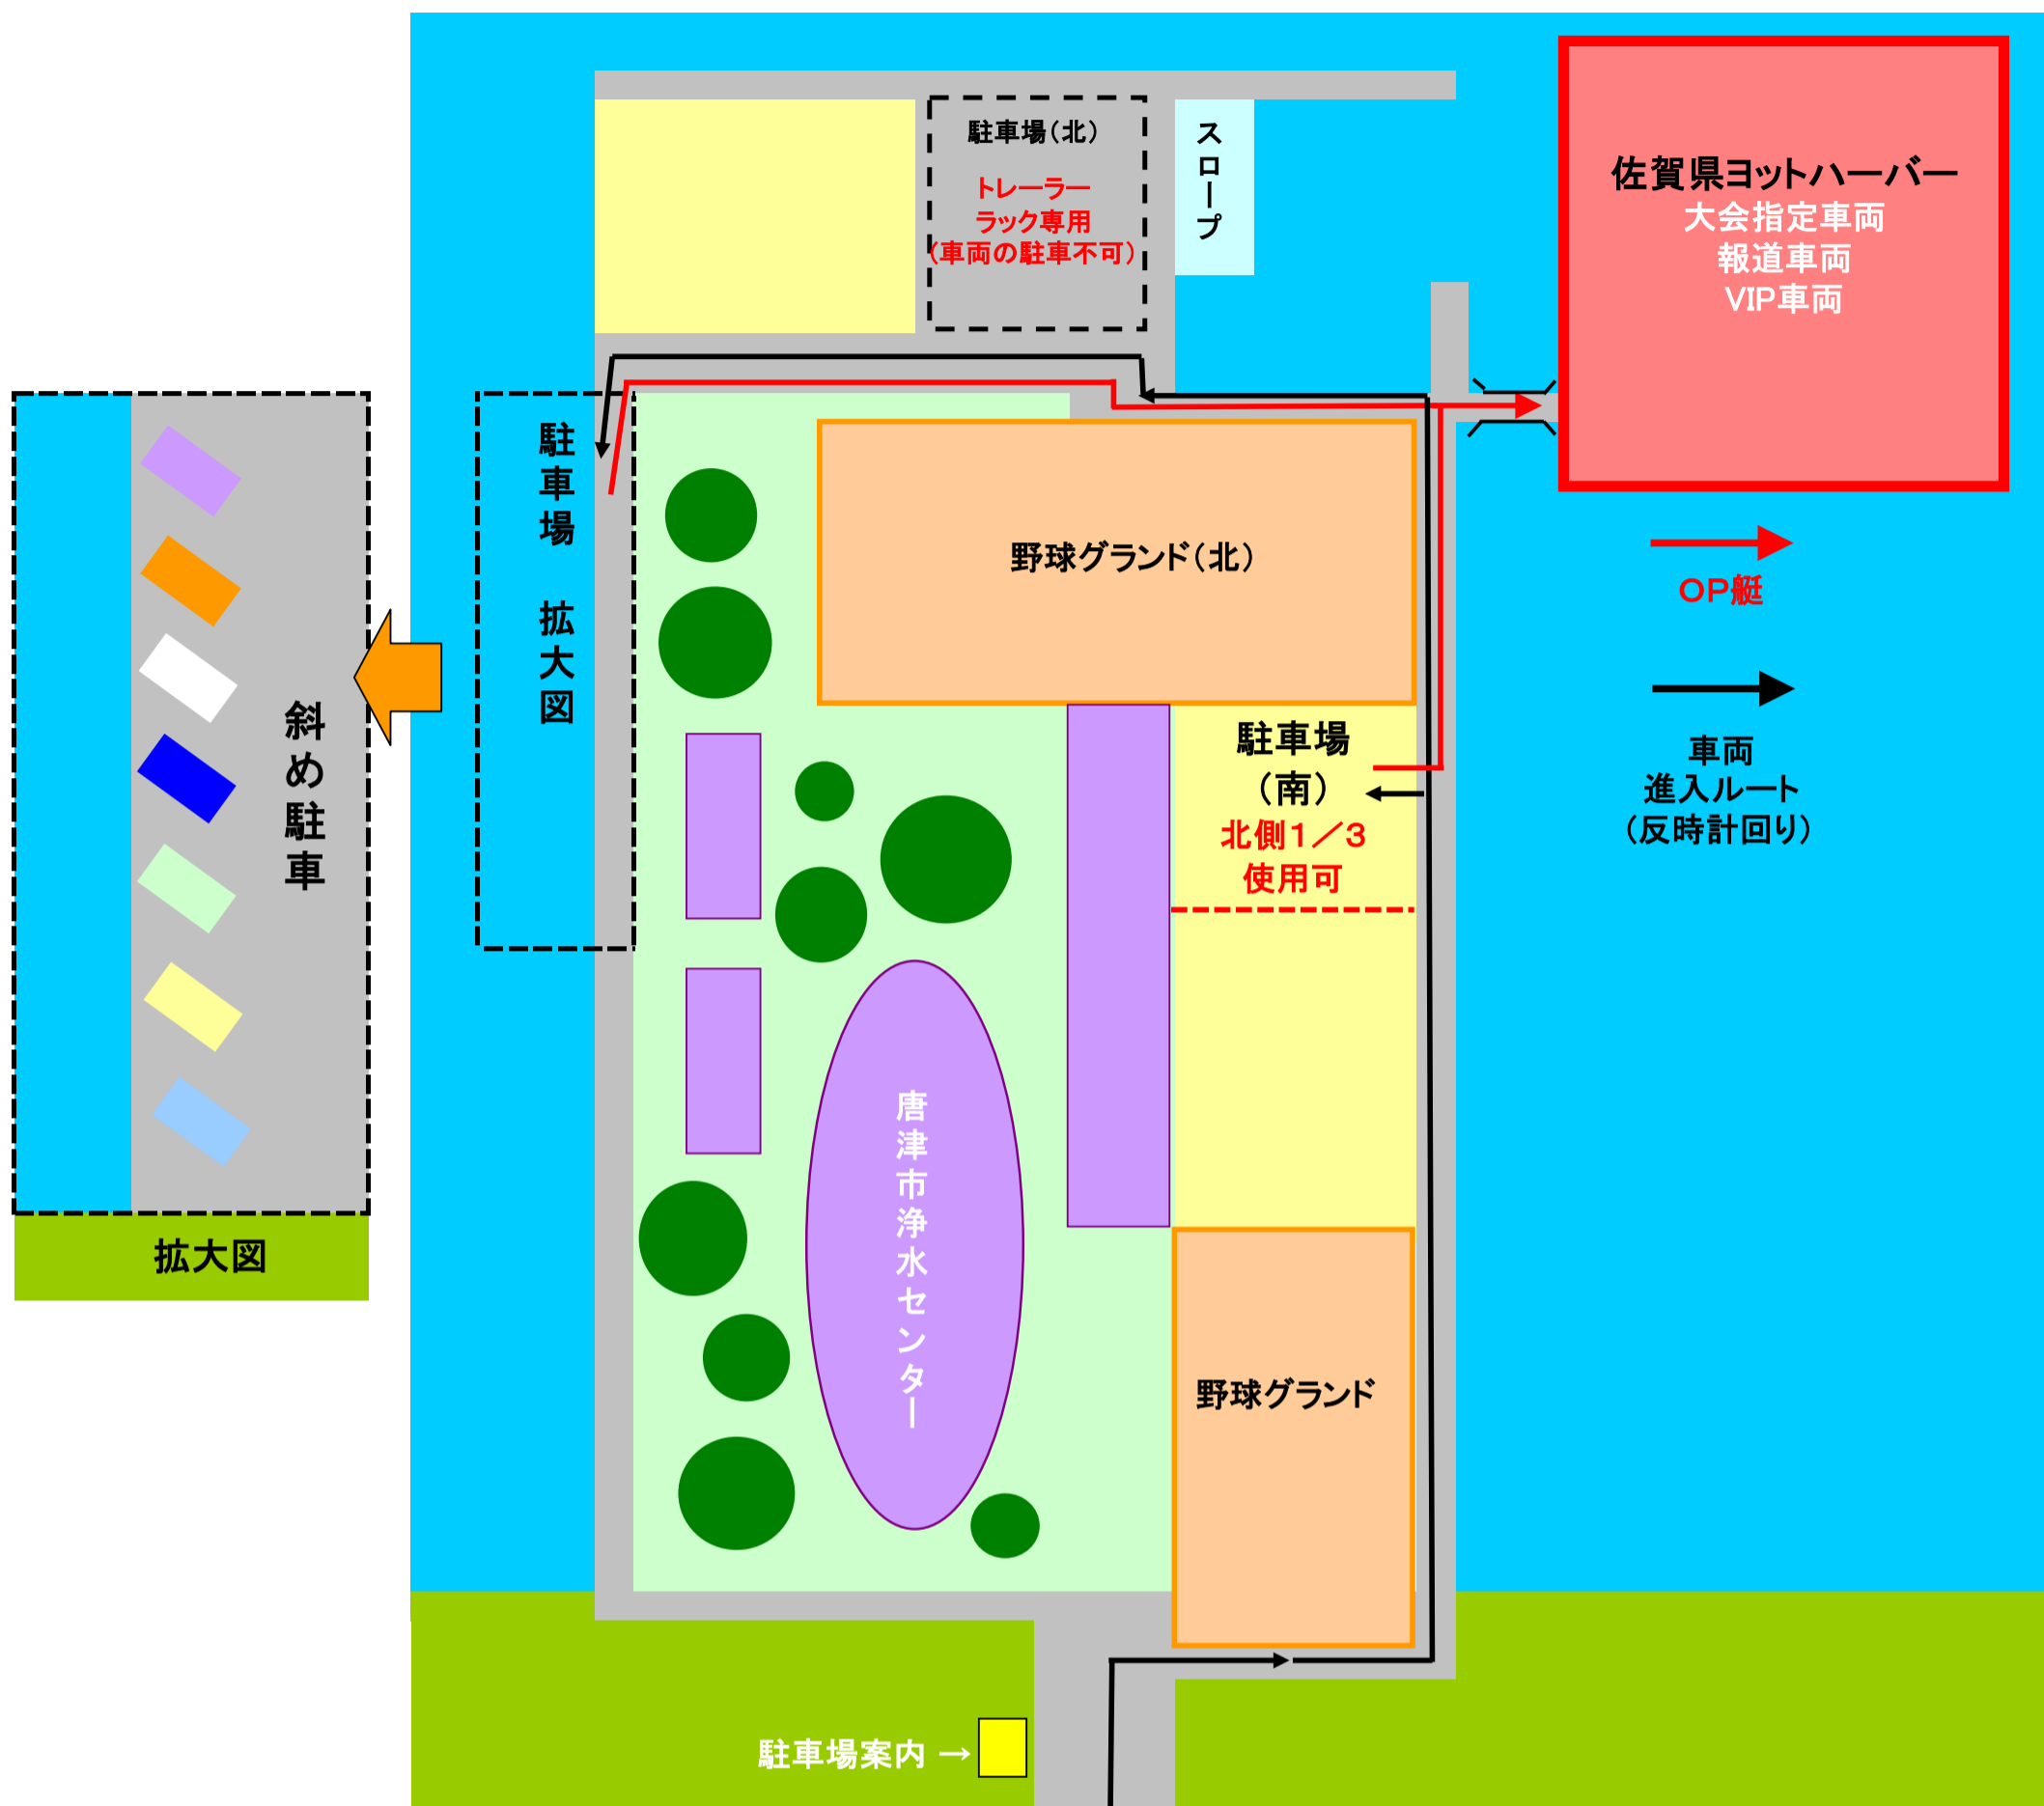 駐車場(北)
トレーラー
ラック専用
(車両の駐車不可)
スロープ
佐賀県ヨットハーバー
大会指定車両
報道車両
VIP車両
駐車場 拡大図
野球グランド(北)
OP艇
斜め駐車
駐車場
(南)
北側1/3
使用可
車両
進入ルート
(反時計回り)
唐津市浄水センター
拡大図
野球グランド
駐車場案内 →